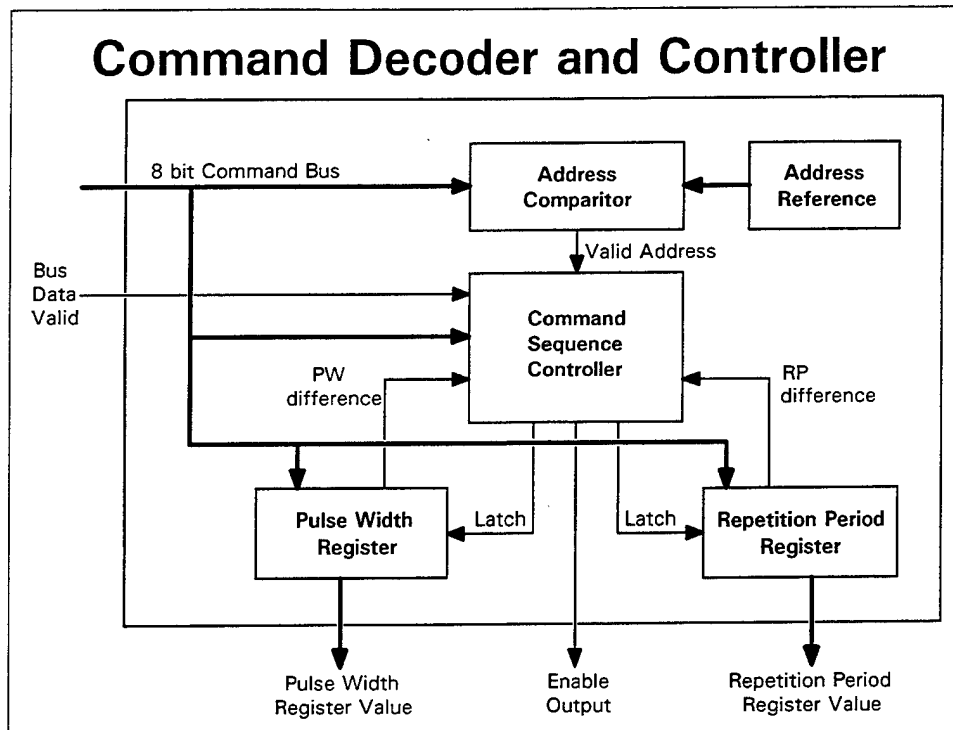 Command Decoder and Controller
8 bit Command Bus
Address
Comparitor
Address
Reference
Valid Address
Bus
Data
Valid
Command
Sequence
Controller
PW
difference
RP
difference
Pulse Width
Register
Latch
Latch
Repetition Period
Register
Pulse Width
Register Value
Enable
Output
Repetition Period
Register Value